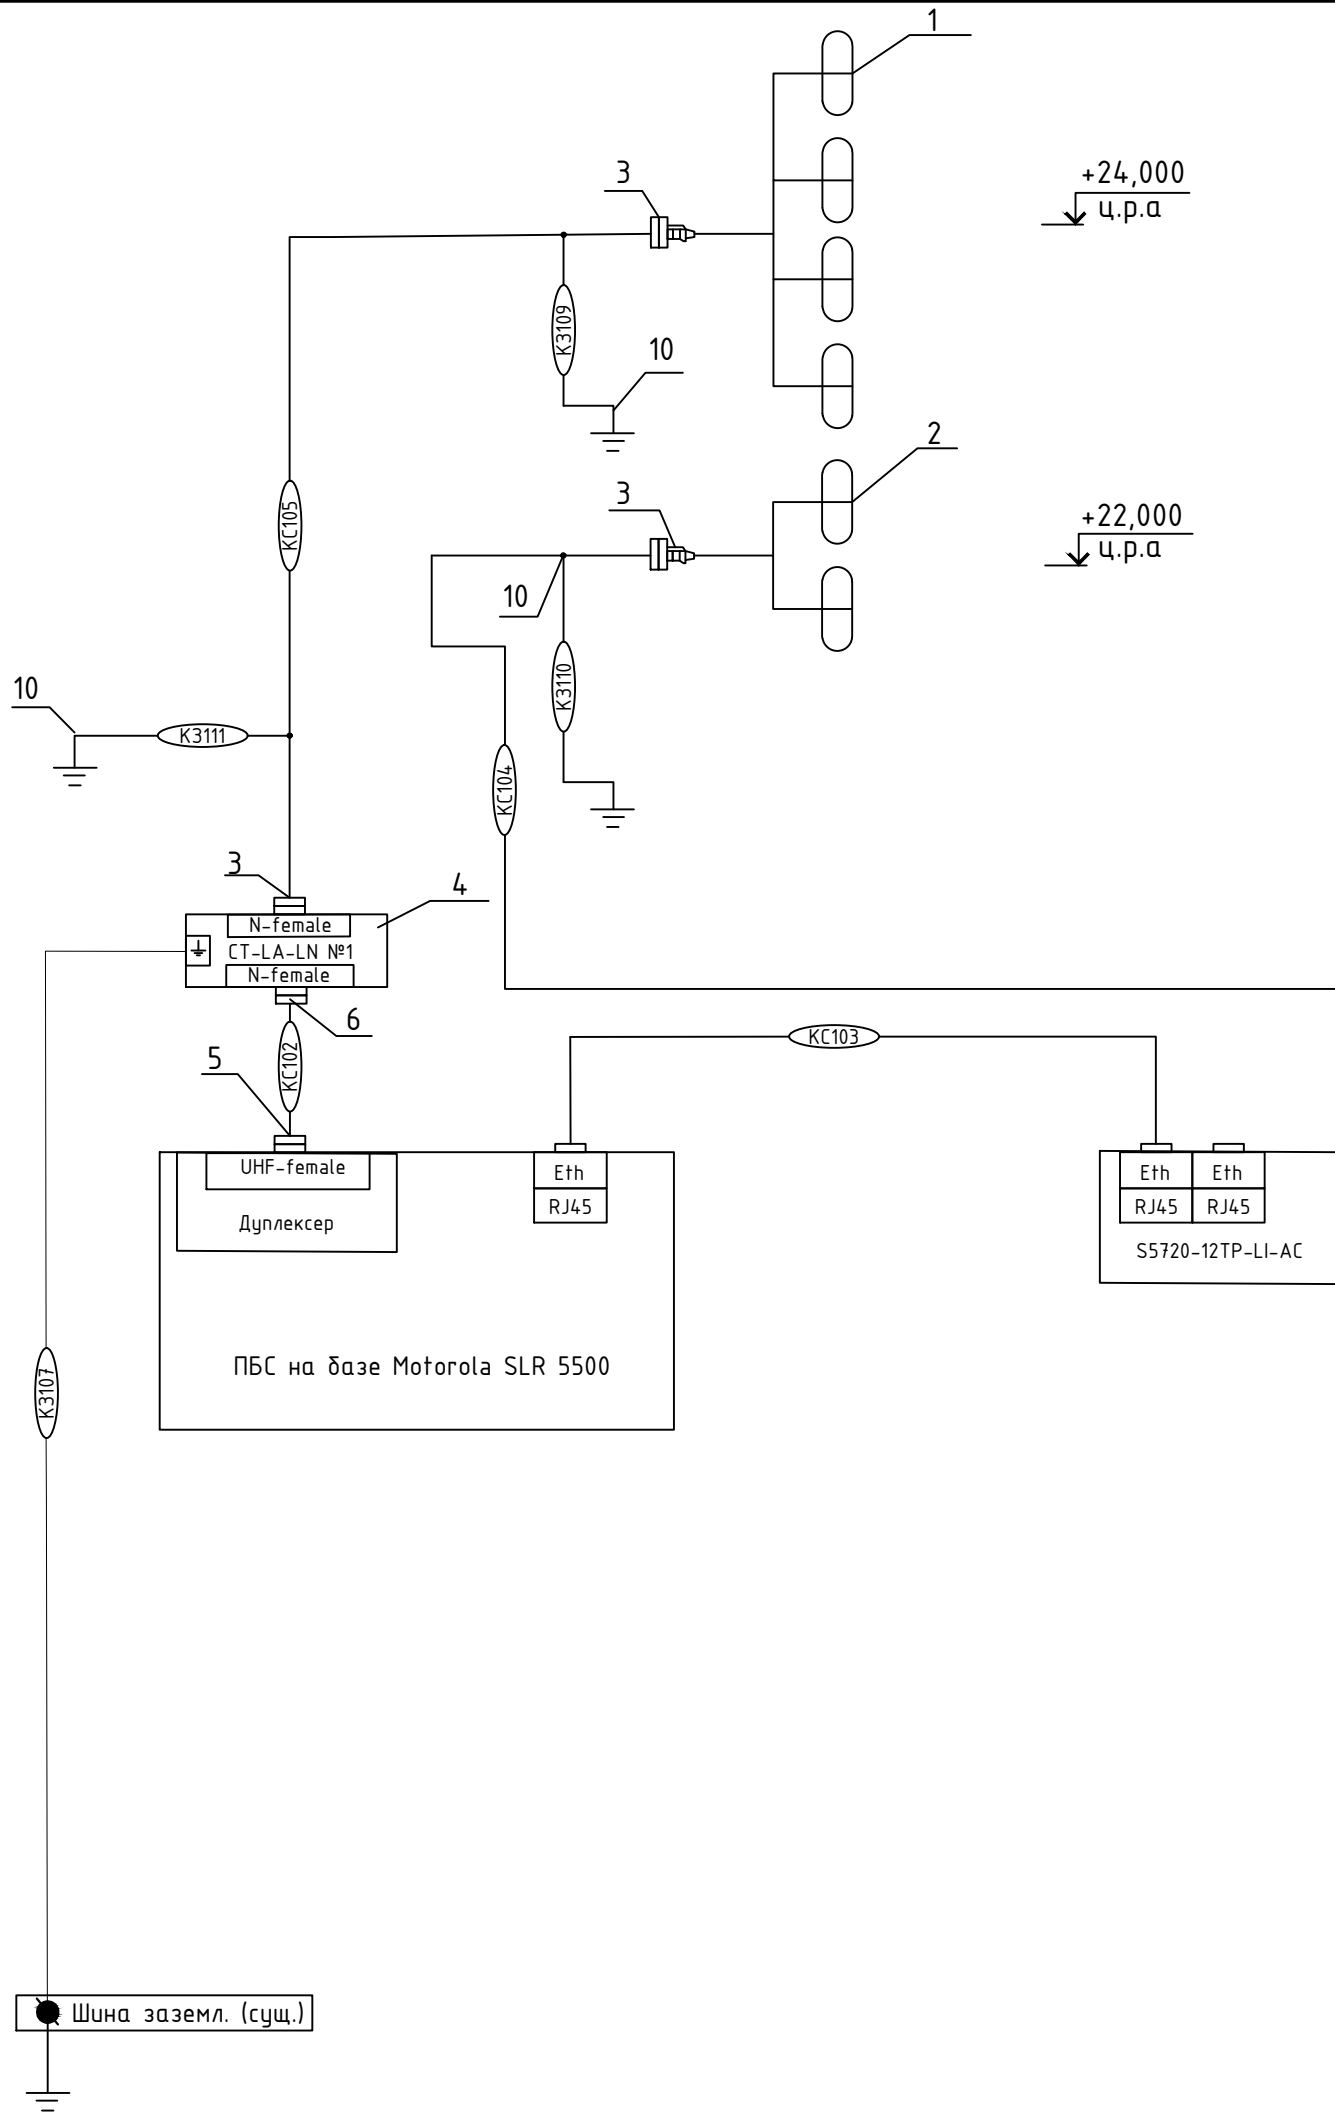 1
3
+24,000
ц.р.а
К3109
10
2
3
КС105
+22,000
ц.р.а
10
К3110
10
К3111
КС104
3
4
N-female
CT-LA-LN №1
N-female
6
КС103
КС102
5
UHF-female
Дуплексер
Eth
RJ45
Eth
Eth
RJ45
RJ45
S5720-12TP-LI-AC
ПБС на базе Motorola SLR 5500
К3107
Шина заземл. (сущ.)